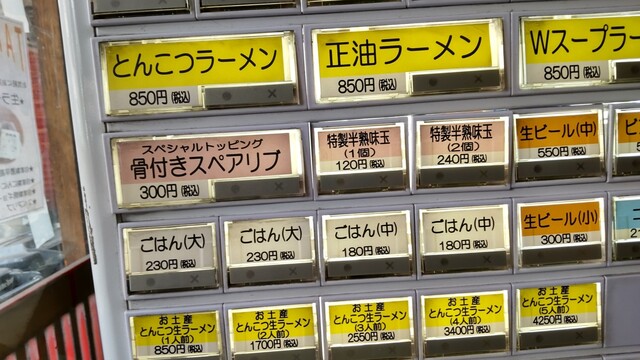 とんこつラーメン
850円(税込)
正油ラーメン
850円(税込)
Wスープラー
850円(税込)
スペシャルトッピング
骨付きスペアリブ
300円(税込)
特製半熟味玉
(1個)
120円(税込)
特製半熟味玉
(2個)
240円(税込)
生ビール(中)
550円(税込)
ごはん(大)
230円(税込)
ごはん(大)
230円(税込)
ごはん(中)
180円(税込)
ごはん(中)
180円(税込)
生ビール(小)
300円(税込)
お土産
とんこつ生ラーメン
(1人前)
850円(税込)
お土産
とんこつ生ラーメン
(2人前)
1700円(税込)
お土産
とんこつ生ラーメン
(3人前)
2550円(税込)
お土産
とんこつ生ラーメン
(4人前)
3400円(税込)
お土産
とんこつ生ラーメン
(5人前)
4250円(税込)